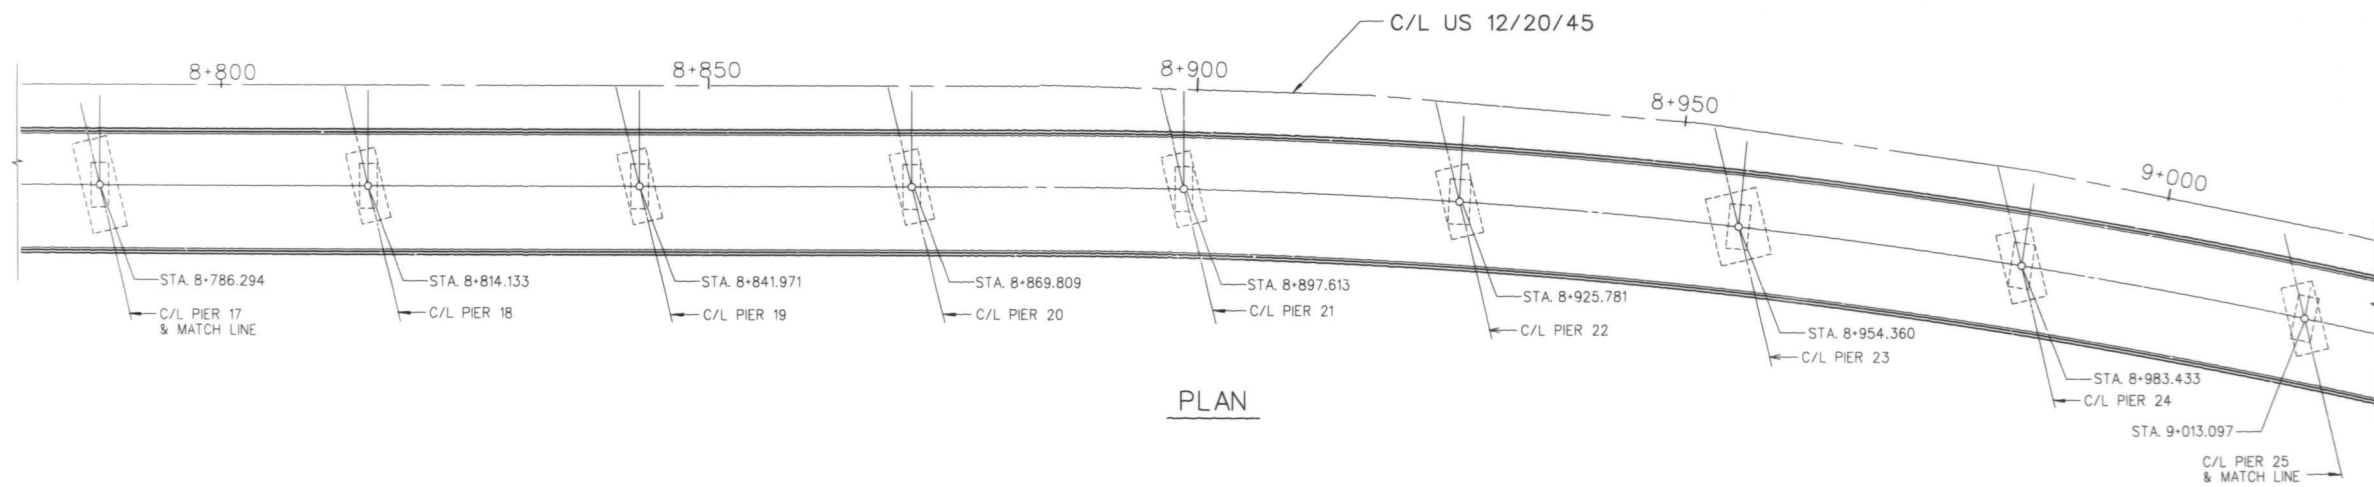 C/L US 12/20/45
8+800
8+850
8+900
8+950
9+000
STA. 8+786.294
C/L PIER 17
& MATCH LINE
STA. 8+814.133
C/L PIER 18
STA. 8+841.971
C/L PIER 19
STA. 8+869.809
C/L PIER 20
STA. 8+897.613
C/L PIER 21
STA. 8+925.781
C/L PIER 22
STA. 8+954.360
C/L PIER 23
STA. 8+983.433
C/L PIER 24
STA. 9+013.097
C/L PIER 25
& MATCH LINE
PLAN